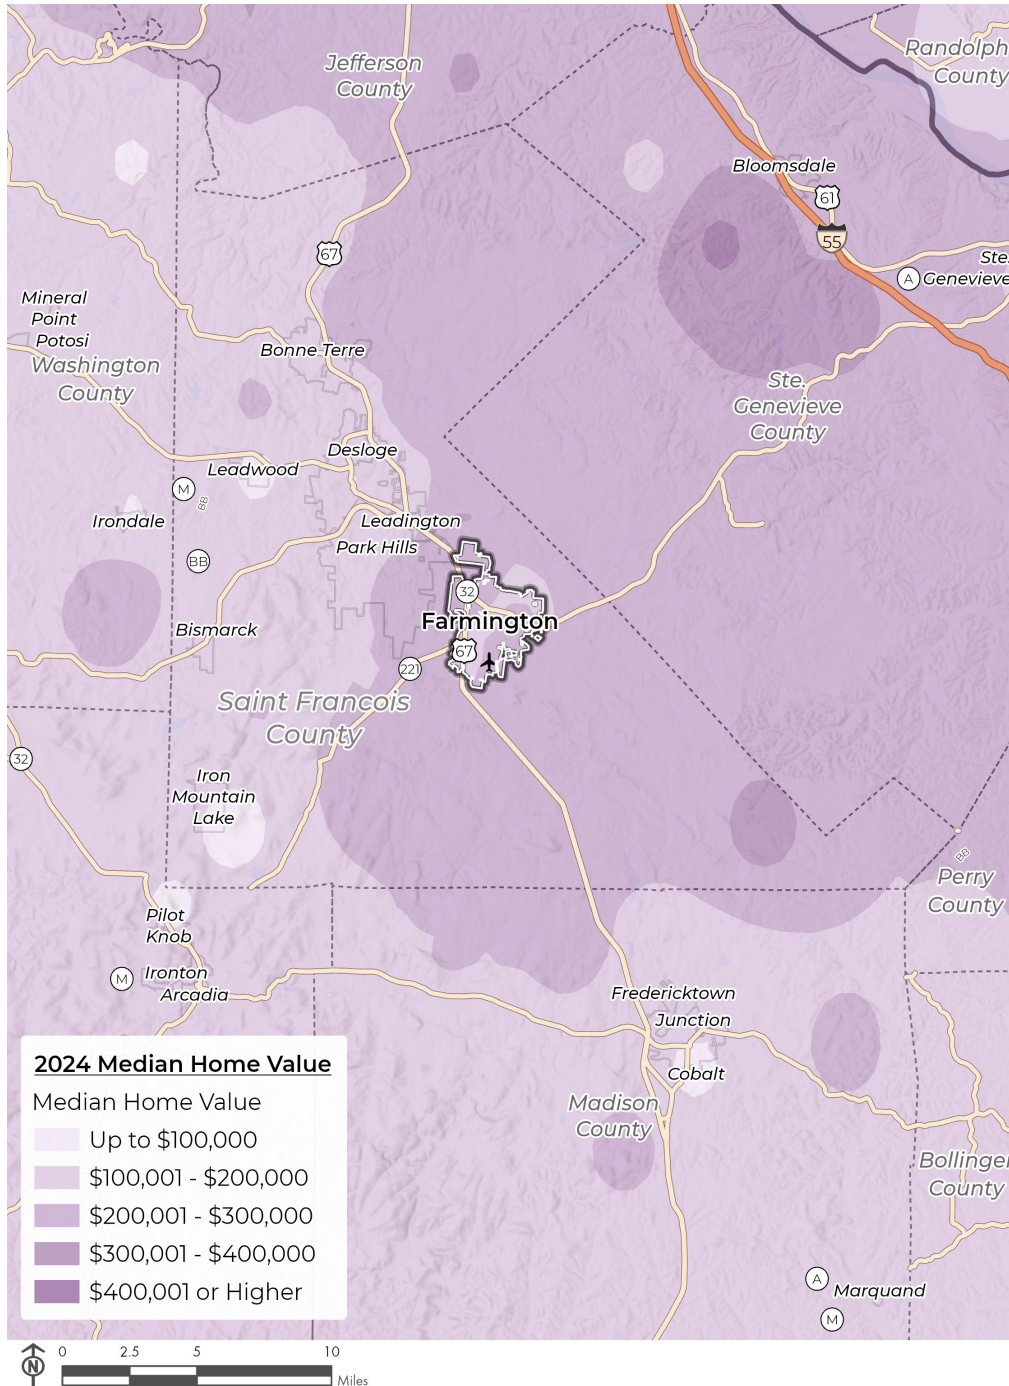 Jefferson
County
Randolph
County
Bloomsdale
61
55
67
Ste.
Genevieve
A
Mineral
Point
Potosi
Washington
County
Bonne Terre
Ste.
Genevieve
County
Desloge
Leadwood
M
BB
Irondale
Leadington
Park Hills
BB
32
Farmington
Bismarck
67
221
Saint Francois
County
32
Iron
Mountain
Lake
BB
Perry
County
Pilot
Knob
M
Ironton
Arcadia
Fredericktown
Junction
Cobalt
Madison
County
Bollinger
County
A
Marquand
M
2024 Median Home Value
Median Home Value
Up to $100,000
$100,001 - $200,000
$200,001 - $300,000
$300,001 - $400,000
$400,001 or Higher
N
0 2.5 5 10
Miles